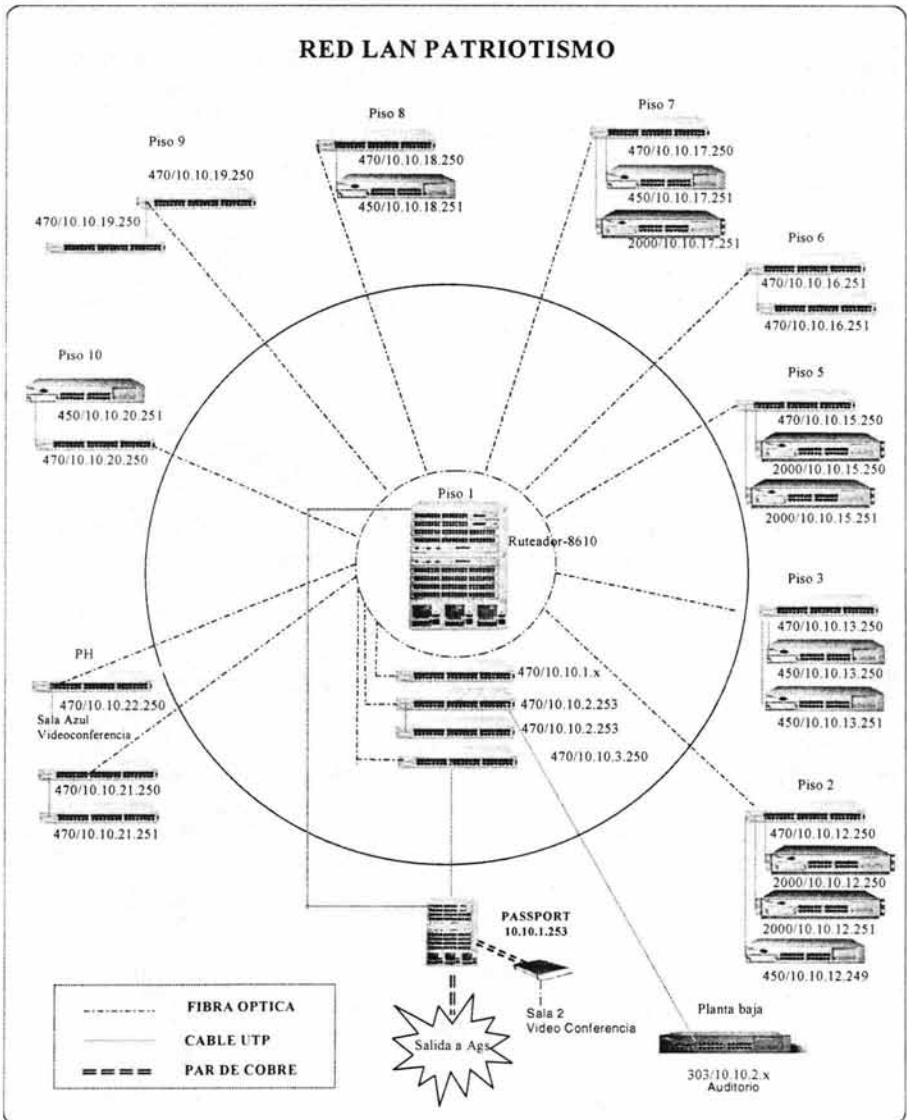 RED LAN PATRIOTISMO
Piso 8
470/10.10.18.250
450/10.10.18.251
Piso 7
470/10.10.17.250
450/10.10.17.251
2000/10.10.17.251
Piso 9
470/10.10.19.250
470/10.10.19.250
Piso 6
470/10.10.16.251
470/10.10.16.251
Piso 10
450/10.10.20.251
470/10.10.20.250
Piso 5
470/10.10.15.250
2000/10.10.15.250
2000/10.10.15.251
Piso 1
Ruteador-8610
Piso 3
470/10.10.13.250
450/10.10.13.250
450/10.10.13.251
PH
470/10.10.22.250
Sala Azul
Videoconferencia
470/10.10.21.250
470/10.10.21.251
470/10.10.1.x
470/10.10.2.253
470/10.10.2.253
470/10.10.3.250
Piso 2
470/10.10.12.250
2000/10.10.12.250
2000/10.10.12.251
450/10.10.12.249
PASSPORT
10.10.1.253
Sala 2
Video Conferencia
Salida a Ags
Planta baja
303/10.10.2.x
Auditorio
FIBRA OPTICA
CABLE UTP
PAR DE COBRE